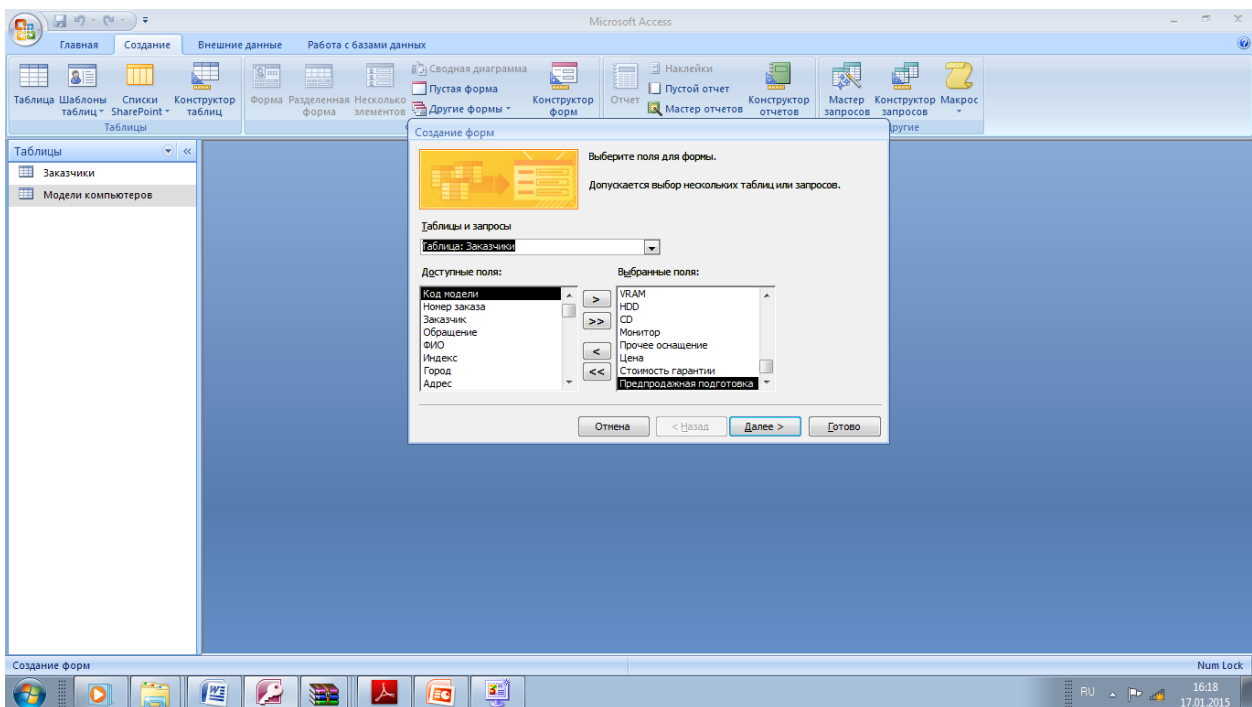 Microsoft Access
Главная Создание Внешние данные Работа с базами данных
Таблица Шаблоны таблиц Списки SharePoint Конструктор таблиц
Таблицы
Форма Разделенная форма Несколько элементов
Сводная диаграмма
Пустая форма
Другие формы
Конструктор форм
Отчет
Наклейки
Пустой отчет
Мастер отчетов
Конструктор отчетов
Мастер запросов Конструктор запросов Макрос
Другие
Таблицы
Заказчики
Модели компьютеров
Создание форм
Выберите поля для формы.
Допускается выбор нескольких таблиц или запросов.
Таблицы и запросы
Таблица: Заказчики
Доступные поля:
Код модели
Номер заказа
Заказчик
Обращение
ФИО
Индекс
Город
Адрес
>
>>
<
<<
Выбранные поля:
VRAM
HDD
CD
Монитор
Прочее оснащение
Цена
Стоимость гарантии
Предпродажная подготовка
Отмена < Назад Далее > Готово
Создание форм Num Lock
RU 16:18
17.01.2015